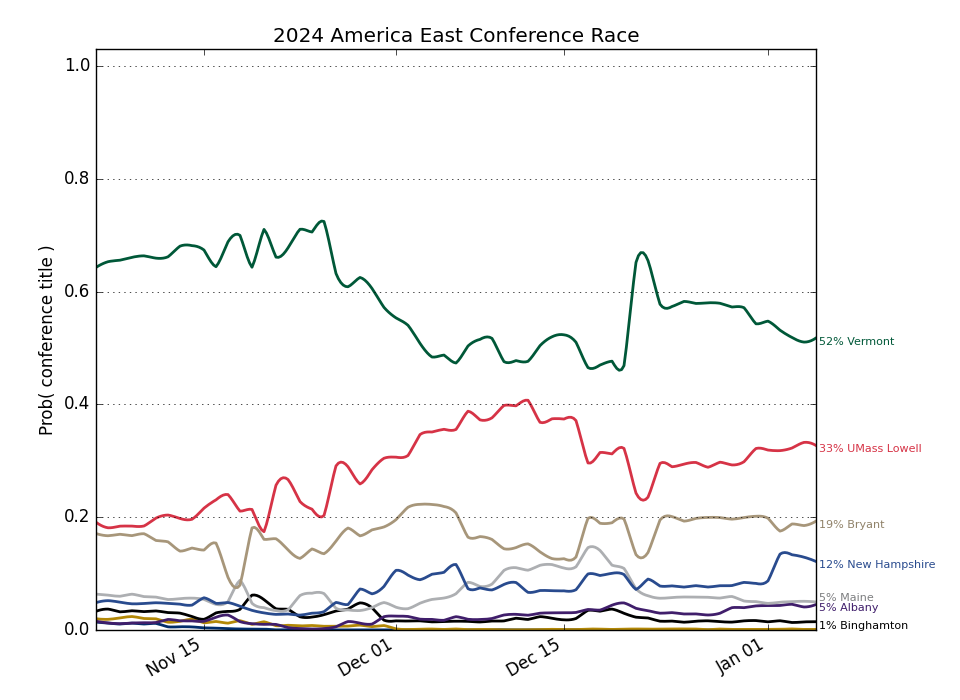 2024 America East Conference Race
Prob( conference title )
1.0
0.8
0.6
0.4
0.2
0.0
52% Vermont
33% UMass Lowell
19% Bryant
12% New Hampshire
5% Maine
5% Albany
1% Binghamton
Nov 15
Dec 01
Dec 15
Jan 01